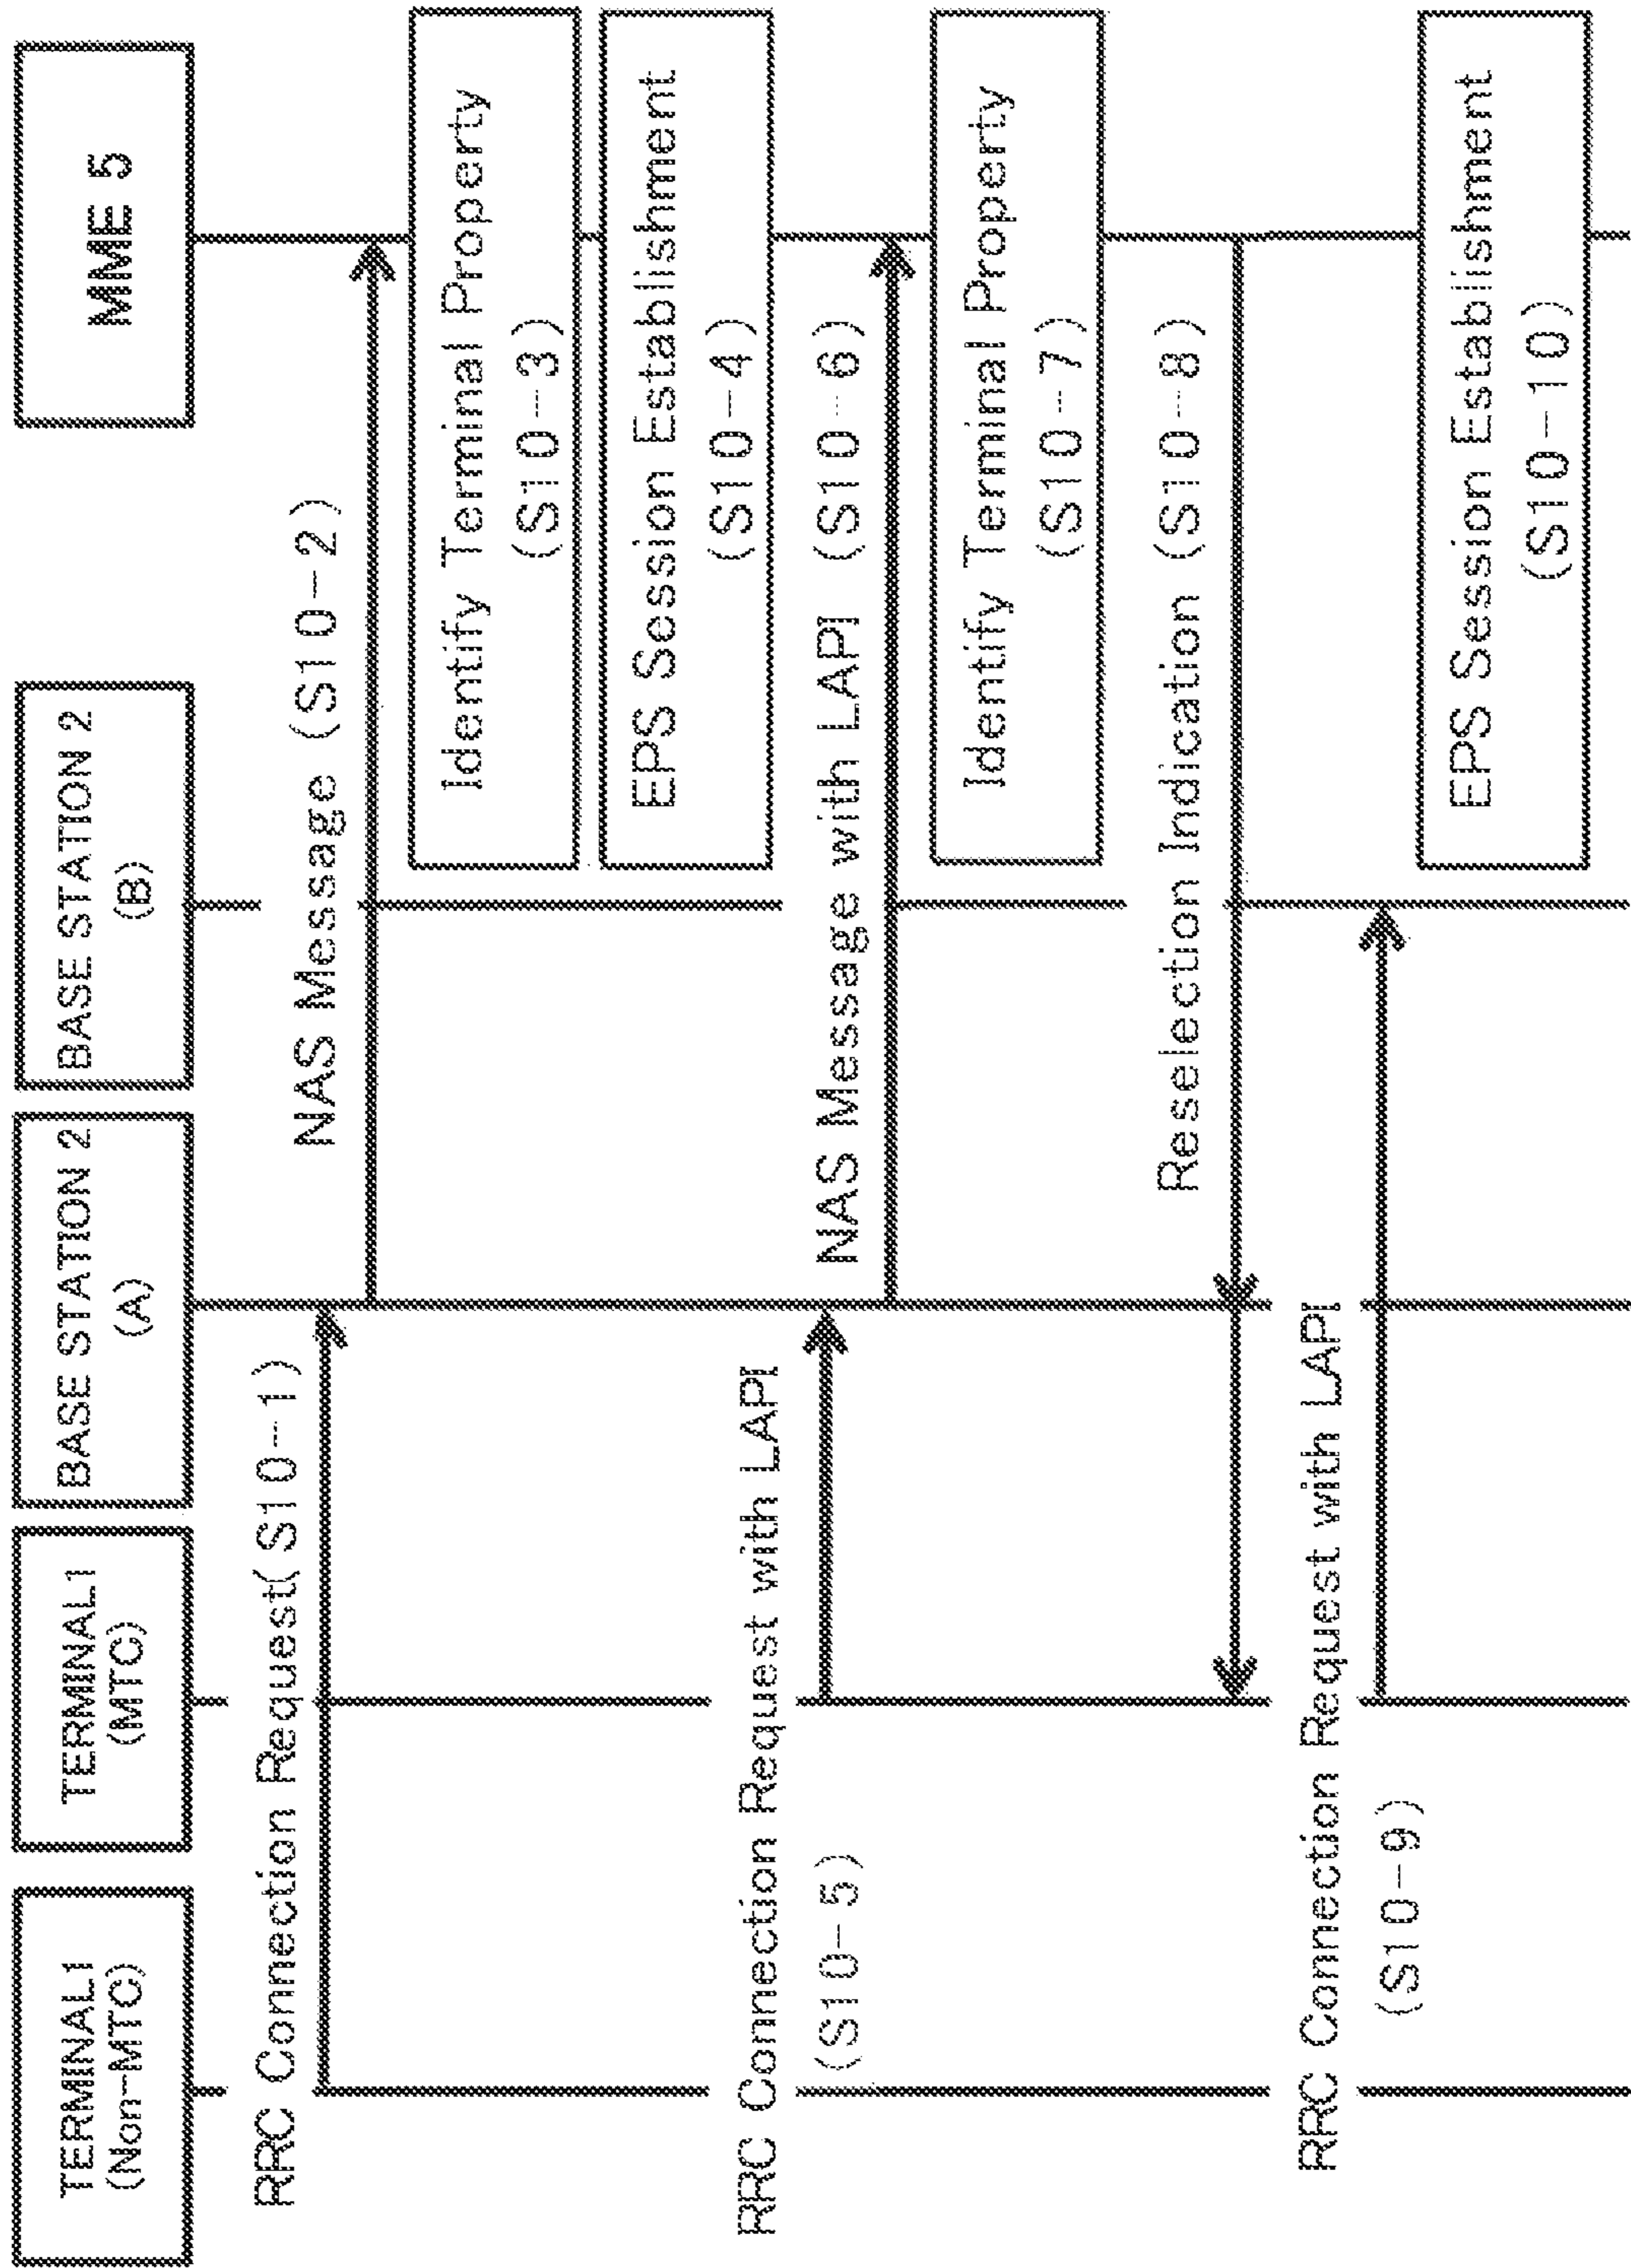 TERMINAL1
(Non-MTC)
TERMINAL1
(MTC)
BASE STATION 2
(A)
BASE STATION 2
(B)
MME 5
RRC Connection Request(S10-1)
NAS Message (S10-2)
Identify Terminal Property
(S10-3)
EPS Session Establishment
(S10-4)
RRC Connection Request with LAPI
(S10-5)
NAS Message with LAPI (S10-6)
Identify Terminal Property
(S10-7)
Reselection Indication (S10-8)
RRC Connection Request with LAPI
(S10-9)
EPS Session Establishment
(S10-10)